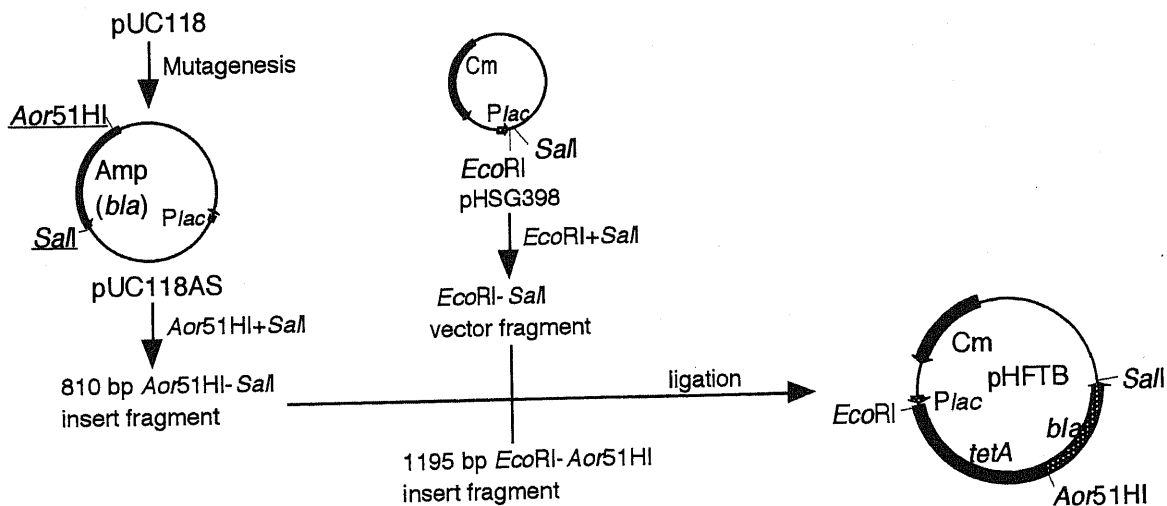 pUC118
Mutagenesis
Aor51HI
Amp
(bla)
Plac
SalI
pUC118AS
Aor51HI+SalI
810 bp Aor51HI-SalI
insert fragment
Cm
Plac
SalI
EcoRI
pHSG398
EcoRI+SalI
EcoRI-SalI
vector fragment
ligation
1195 bp EcoRI-Aor51HI
insert fragment
Cm
pHFTB
SalI
EcoRI
Plac
bla
tetA
Aor51HI